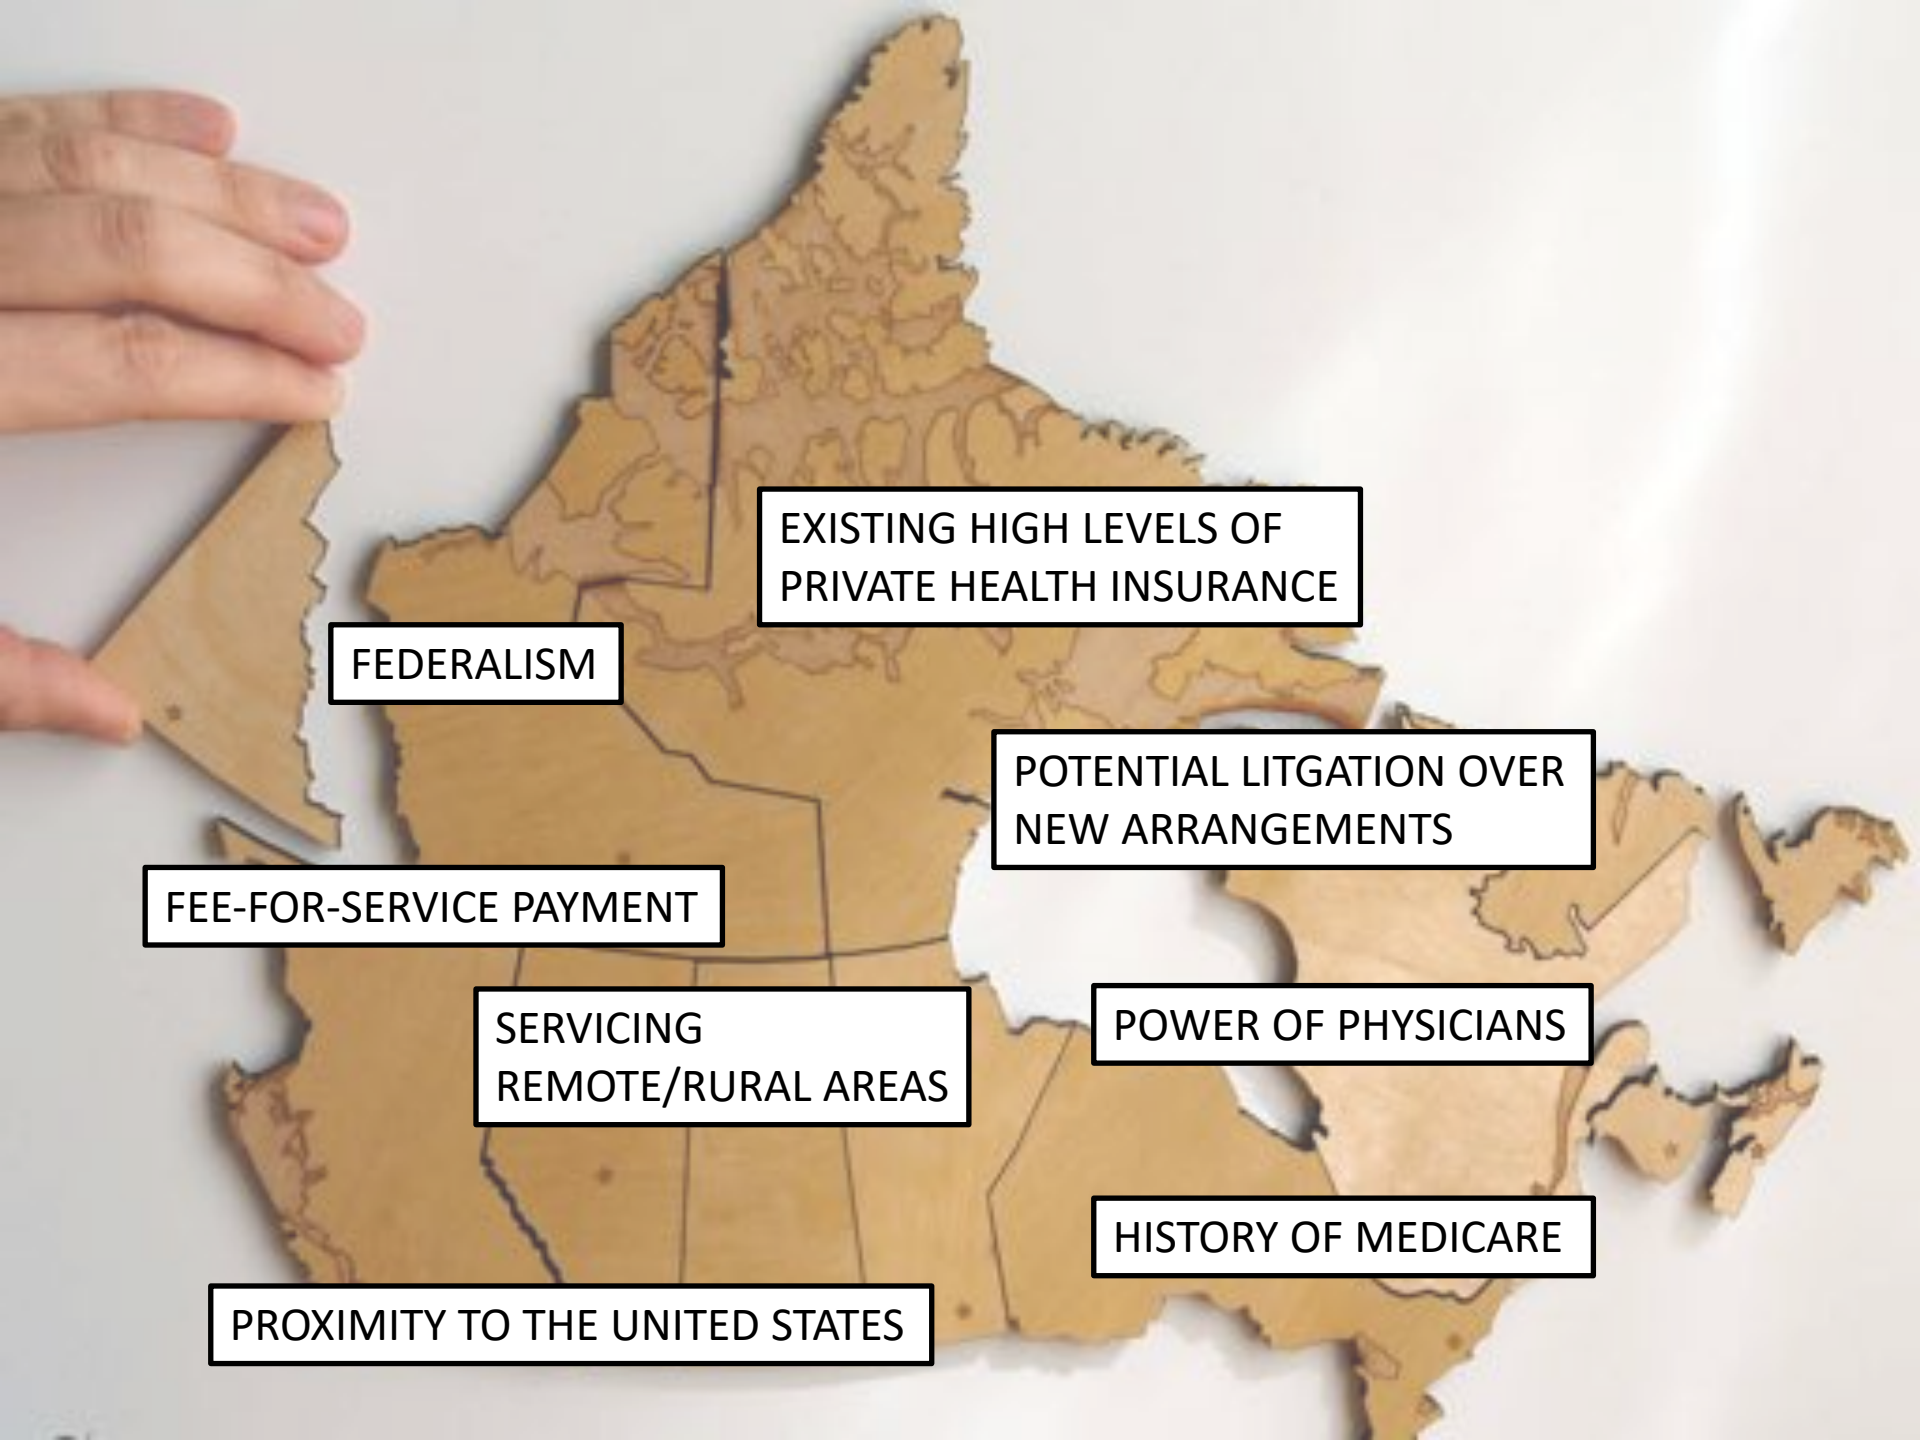 EXISTING HIGH LEVELS OF
PRIVATE HEALTH INSURANCE
FEDERALISM
POTENTIAL LITGATION OVER
NEW ARRANGEMENTS
FEE-FOR-SERVICE PAYMENT
SERVICING
REMOTE/RURAL AREAS
POWER OF PHYSICIANS
HISTORY OF MEDICARE
PROXIMITY TO THE UNITED STATES